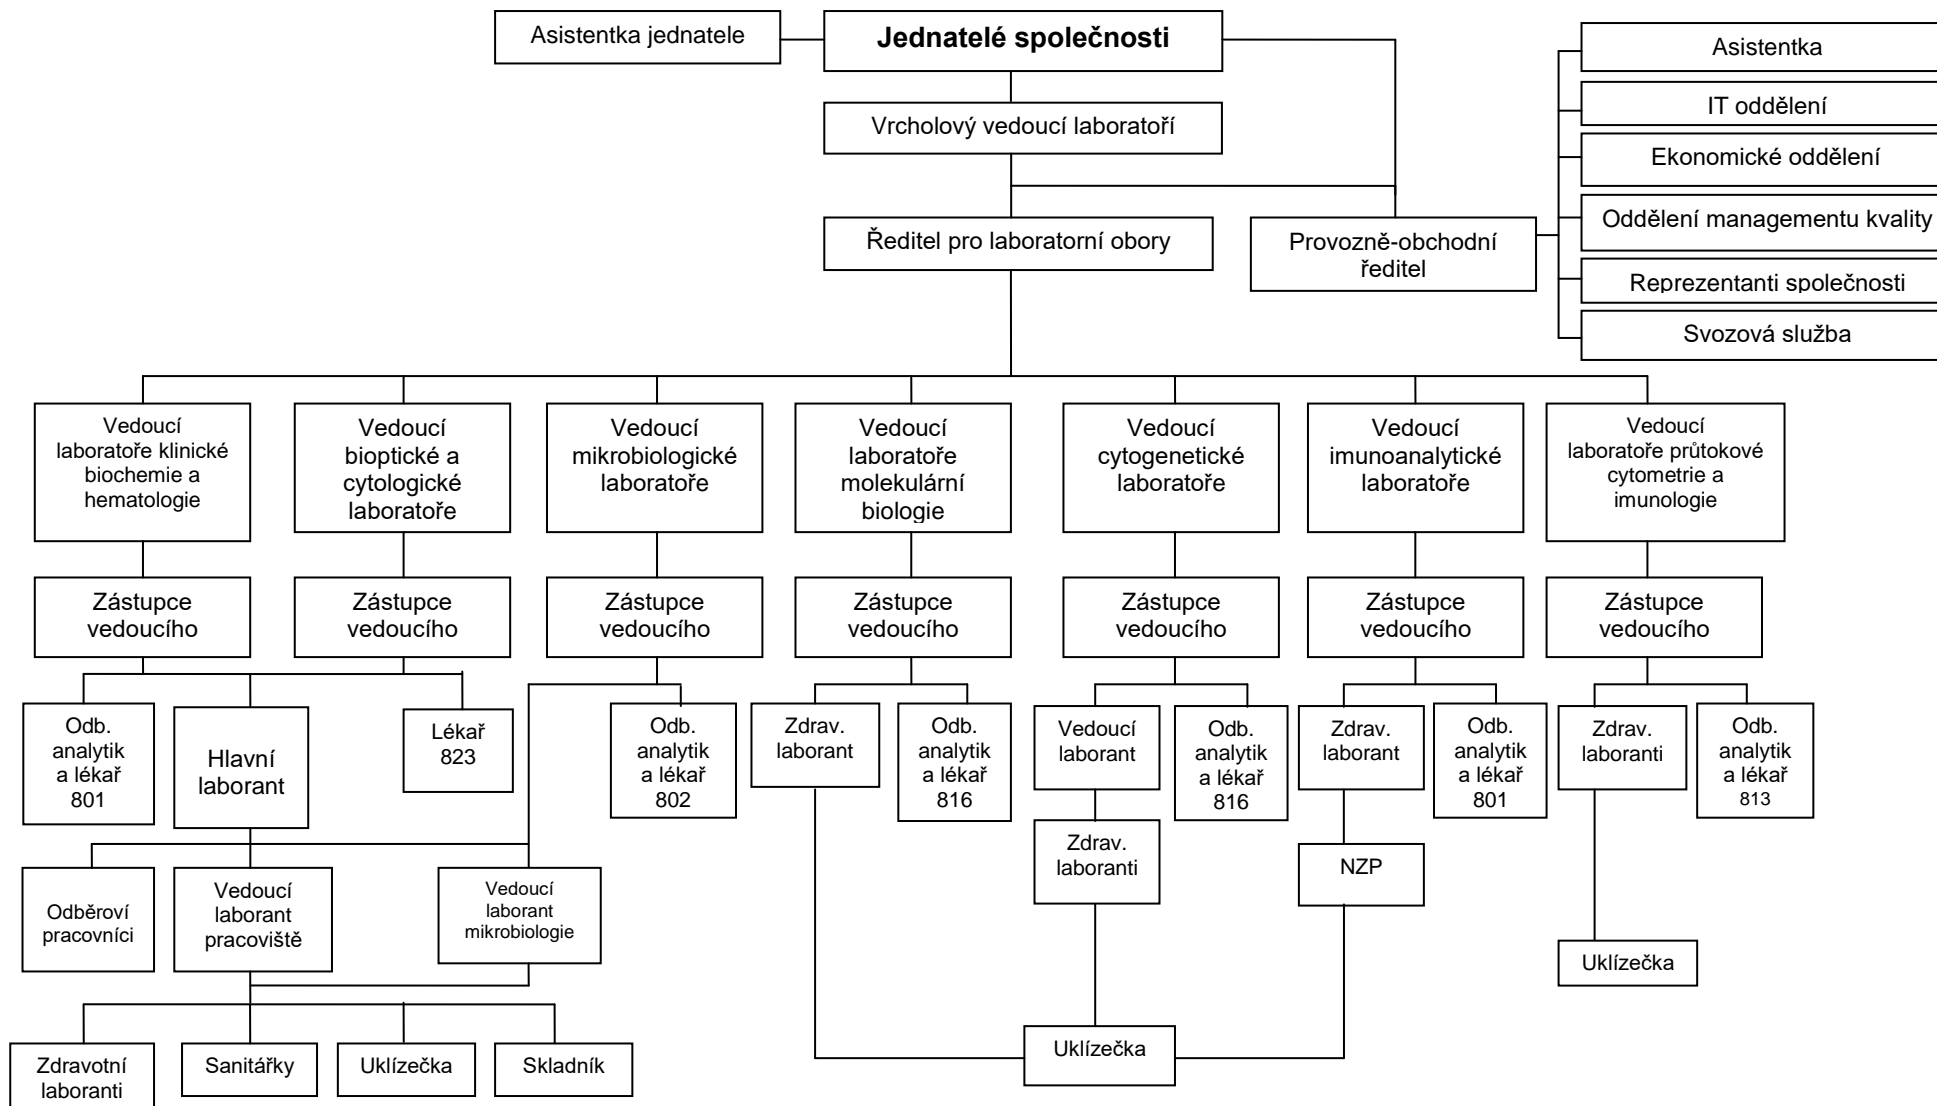 Asistentka jednatele
Jednatelé společnosti
Asistentka
IT oddělení
Vrcholový vedoucí laboratoří
Ekonomické oddělení
Oddělení managementu kvality
Ředitel pro laboratorní obory
Provozně-obchodní
ředitel
Reprezentanti společnosti
Svozová služba
Vedoucí
laboratoře klinické
biochemie a
hematologie
Vedoucí
bioptické a
cytologické
laboratoře
Vedoucí
mikrobiologické
laboratoře
Vedoucí
laboratoře
molekulární
biologie
Vedoucí
cytogenetické
laboratoře
Vedoucí
imunoanalytické
laboratoře
Vedoucí
laboratoře průtokové
cytometrie a
imunologie
Zástupce
vedoucího
Zástupce
vedoucího
Zástupce
vedoucího
Zástupce
vedoucího
Zástupce
vedoucího
Zástupce
vedoucího
Zástupce
vedoucího
Odb.
analytik
a lékař
801
Hlavní
laborant
Lékař
823
Odb.
analytik
a lékař
802
Zdrav.
laborant
Odb.
analytik
a lékař
816
Vedoucí
laborant
Odb.
analytik
a lékař
816
Zdrav.
laborant
Odb.
analytik
a lékař
801
Zdrav.
laboranti
Odb.
analytik
a lékař
813
Zdrav.
laboranti
NZP
Odběroví
pracovníci
Vedoucí
laborant
pracoviště
Vedoucí
laborant
mikrobiologie
Uklízečka
Uklízečka
Zdravotní
laboranti
Sanitářky
Uklízečka
Skladník